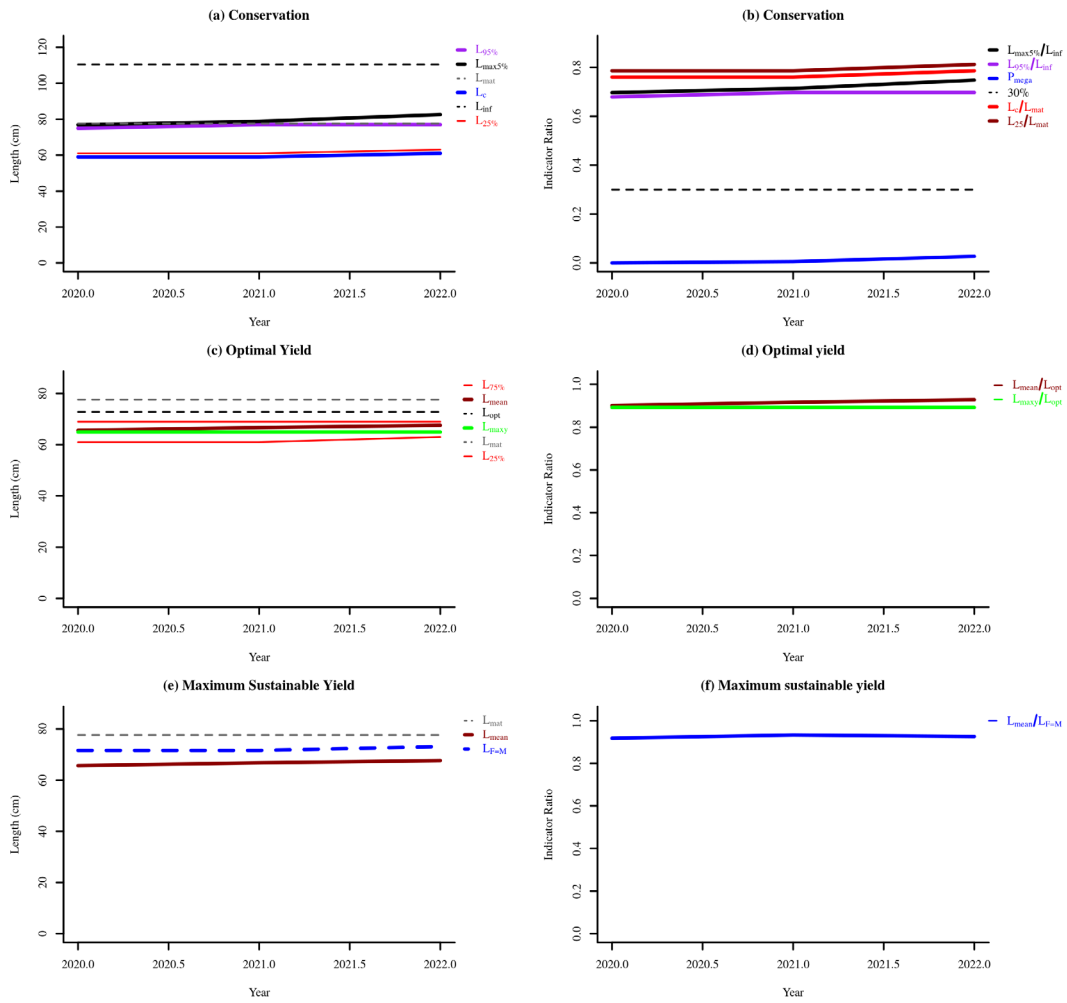 (a) Conservation
Length (cm)
120
100
80
60
40
20
0
2020.0 2020.5 2021.0 2021.5 2022.0
Year
L95%
Lmax5%
Lmat
Lc
Linf
L25%
(b) Conservation
Indicator Ratio
0.8
0.6
0.4
0.2
0.0
2020.0 2020.5 2021.0 2021.5 2022.0
Year
Lmax5%/Linf
L95%/Linf
Pmega
30%
Lc/Lmat
L25/Lmat
(c) Optimal Yield
Length (cm)
80
60
40
20
0
2020.0 2020.5 2021.0 2021.5 2022.0
Year
L75%
Lmean
Lopt
Lmaxy
Lmat
L25%
(d) Optimal yield
Indicator Ratio
1.0
0.8
0.6
0.4
0.2
0.0
2020.0 2020.5 2021.0 2021.5 2022.0
Year
Lmean/Lopt
Lmaxy/Lopt
(e) Maximum Sustainable Yield
Length (cm)
80
60
40
20
0
2020.0 2020.5 2021.0 2021.5 2022.0
Year
Lmat
Lmean
LF=M
(f) Maximum sustainable yield
Indicator Ratio
1.0
0.8
0.6
0.4
0.2
0.0
2020.0 2020.5 2021.0 2021.5 2022.0
Year
Lmean/LF=M